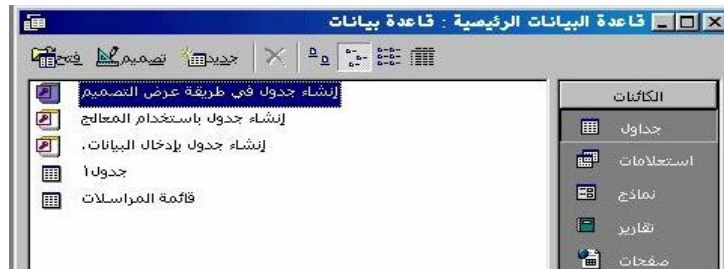 قاعدة البيانات الرئيسية : قاعدة بيانات
فتح تصميم جديد
الكائنات
جداول
استعلامات
نماذج
تقارير
صفحات
إنشاء جدول في طريقة عرض التصميم
إنشاء جدول باستخدام المعالج
إنشاء جدول بإدخال البيانات.
جدول١
قائمة المراسلات